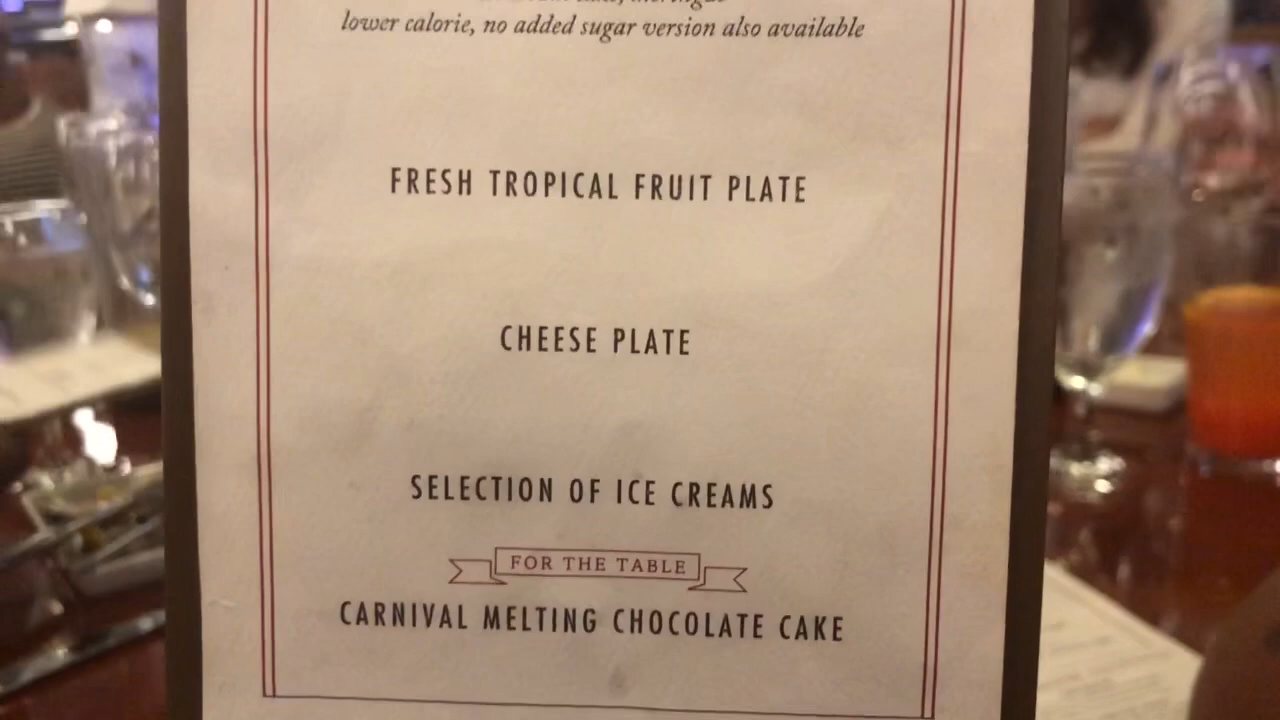 lower calorie, no added sugar version also available
FRESH TROPICAL FRUIT PLATE
CHEESE PLATE
SELECTION OF ICE CREAMS
FOR THE TABLE
CARNIVAL MELTING CHOCOLATE CAKE